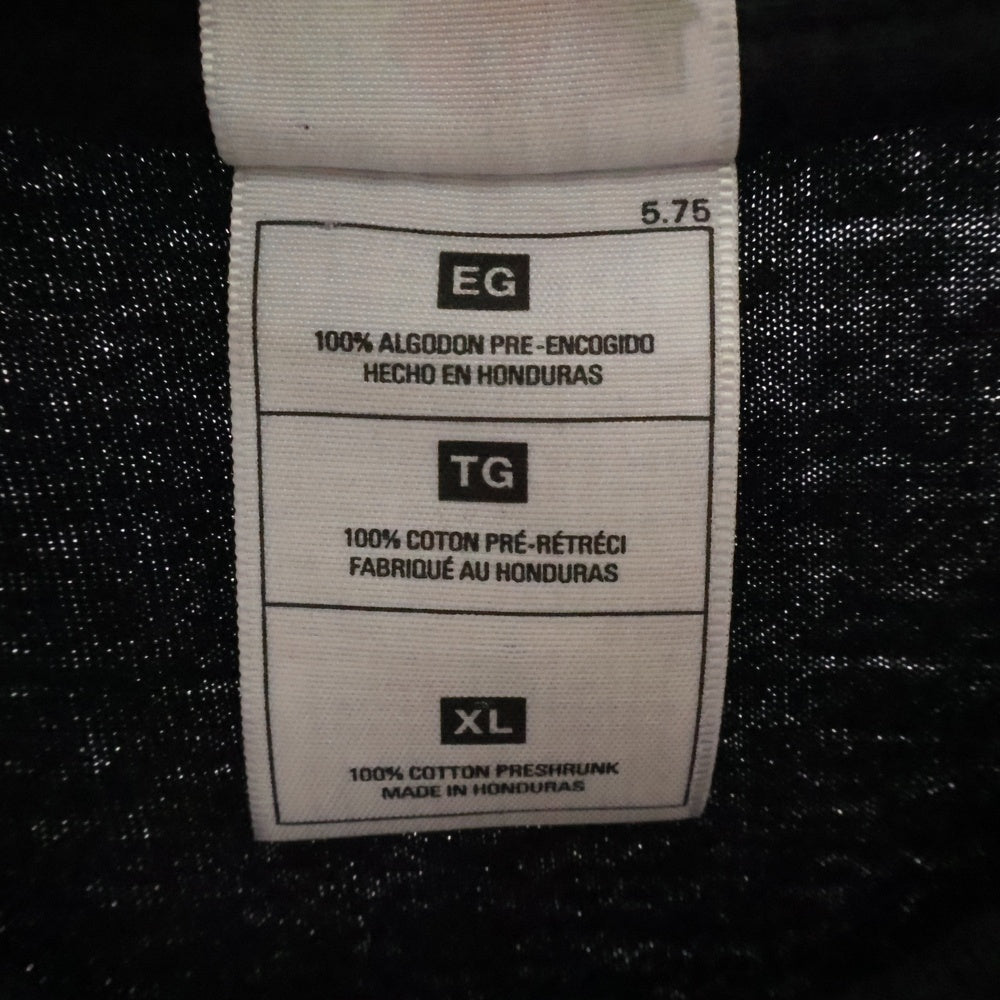 5.75
EG
100% ALGODON PRE-ENCOGIDO
HECHO EN HONDURAS
TG
100% COTON PRÉ-RÉTRÉCI
FABRIQUÉ AU HONDURAS
XL
100% COTTON PRESHRUNK
MADE IN HONDURAS